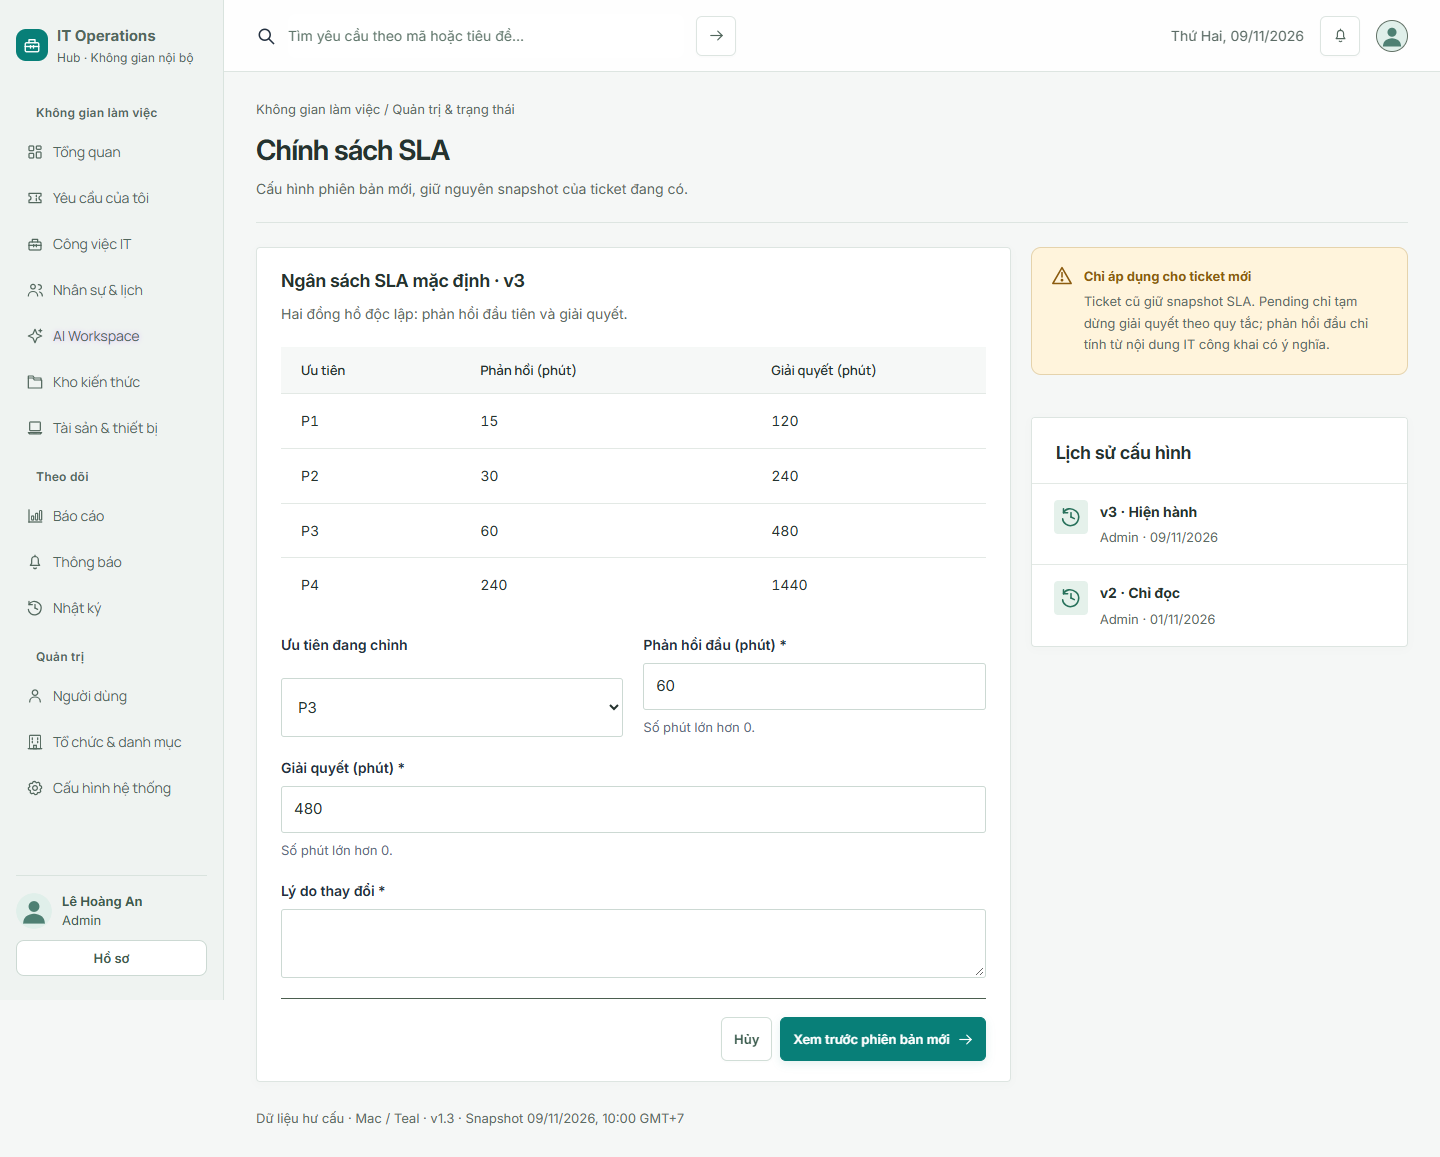 IT Operations
Hub · Không gian nội bộ
Không gian làm việc
Tổng quan
Yêu cầu của tôi
Công việc IT
Nhân sự & lịch
AI Workspace
Kho kiến thức
Tài sản & thiết bị
Theo dõi
Báo cáo
Thông báo
Nhật ký
Quản trị
Người dùng
Tổ chức & danh mục
Cấu hình hệ thống
Lê Hoàng An
Admin
Hồ sơ
Tìm yêu cầu theo mã hoặc tiêu đề...
Thứ Hai, 09/11/2026
Không gian làm việc / Quản trị & trạng thái
Chính sách SLA
Cấu hình phiên bản mới, giữ nguyên snapshot của ticket đang có.
Ngân sách SLA mặc định · v3
Hai đồng hồ độc lập: phản hồi đầu tiên và giải quyết.
Ưu tiên Phản hồi (phút) Giải quyết (phút)
P1 15 120
P2 30 240
P3 60 480
P4 240 1440
Ưu tiên đang chỉnh
P3
Phản hồi đầu (phút) *
60
Số phút lớn hơn 0.
Giải quyết (phút) *
480
Số phút lớn hơn 0.
Lý do thay đổi *
Hủy
Xem trước phiên bản mới
Chỉ áp dụng cho ticket mới
Ticket cũ giữ snapshot SLA. Pending chỉ tạm
dừng giải quyết theo quy tắc; phản hồi đầu chỉ
tính từ nội dung IT công khai có ý nghĩa.
Lịch sử cấu hình
v3 · Hiện hành
Admin · 09/11/2026
v2 · Chỉ đọc
Admin · 01/11/2026
Dữ liệu hư cấu · Mac / Teal · v1.3 · Snapshot 09/11/2026, 10:00 GMT+7